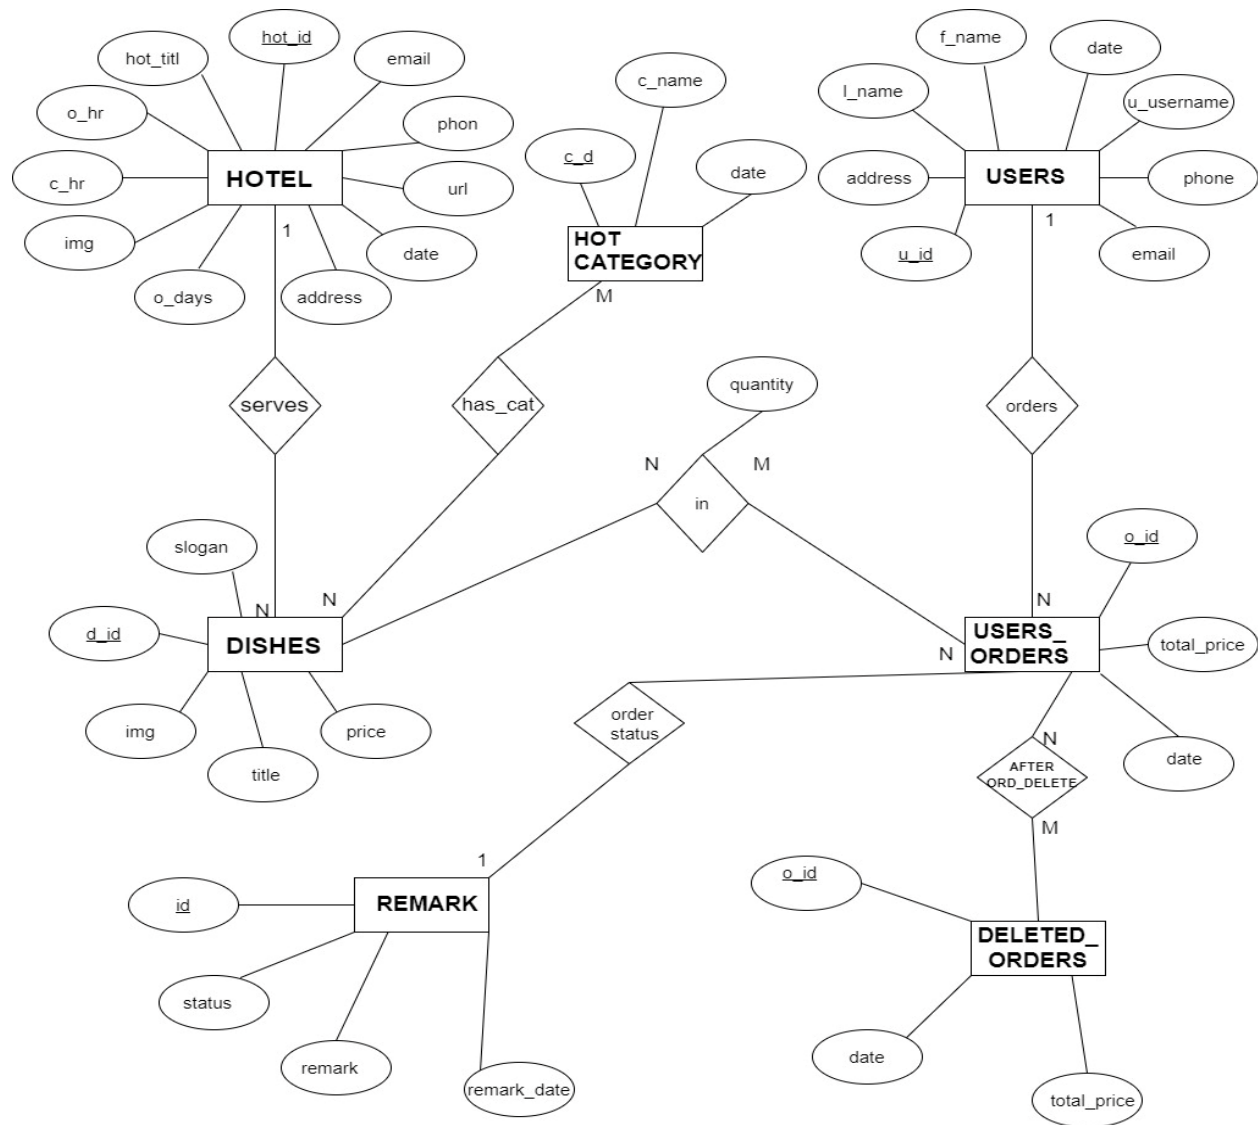 hot_id
f_name
date
hot_titl
email
c_name
l_name
u_username
o_hr
phon
c_d
HOTEL
date
address
USERS
phone
c_hr
url
img
date
HOT
CATEGORY
u_id
email
1
1
o_days
address
M
quantity
serves
has_cat
orders
N
M
in
slogan
o_id
N
N
N
d_id
DISHES
USERS_
ORDERS
total_price
N
img
price
order
status
N
title
AFTER
ORD_DELETE
date
M
1
o_id
id
REMARK
DELETED_
ORDERS
status
remark
remark_date
date
total_price